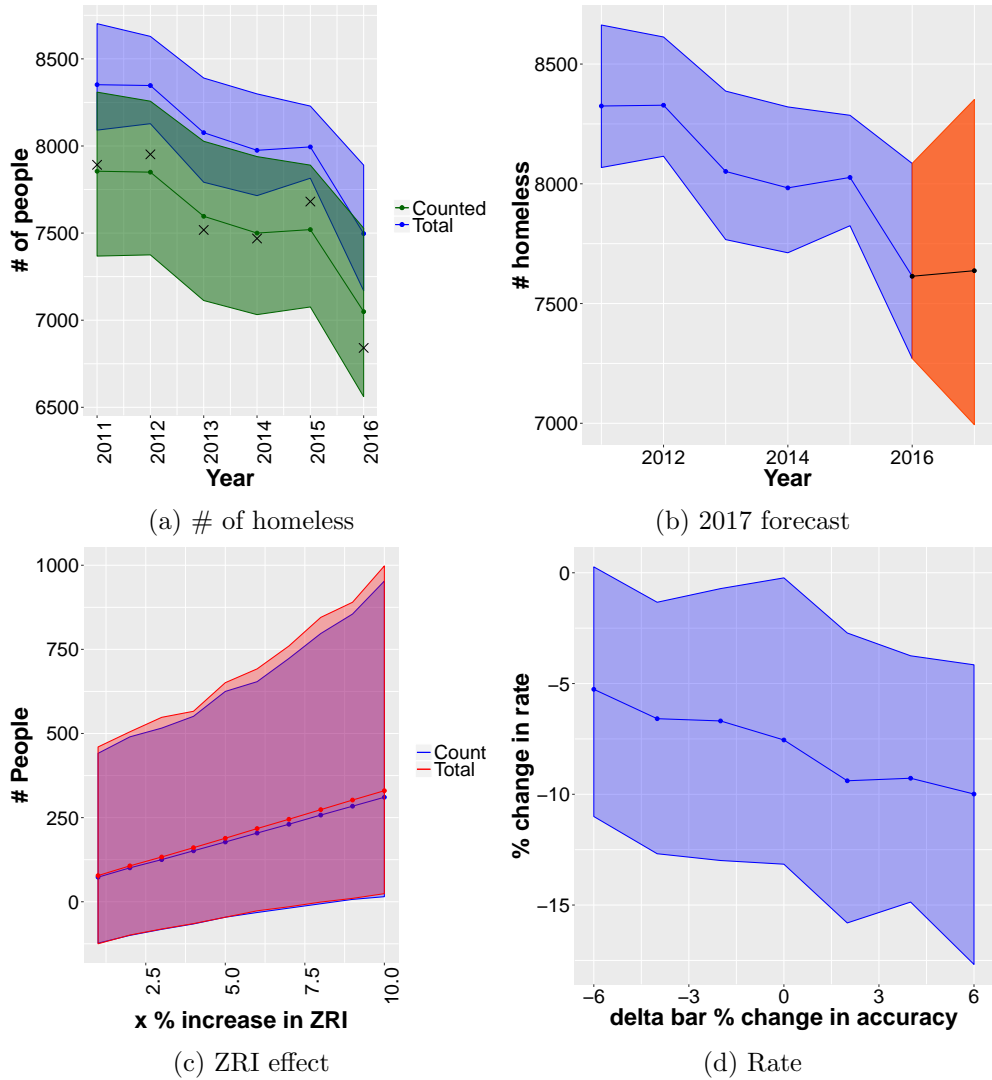 # of people
8500
8000
7500
7000
6500
2011
2012
2013
2014
2015
2016
Year
Counted
Total
(a) # of homeless
# homeless
8500
8000
7500
7000
2012
2014
2016
Year
(b) 2017 forecast
# People
1000
750
500
250
0
2.5
5.0
7.5
10.0
x % increase in ZRI
Count
Total
(c) ZRI effect
% change in rate
0
−5
−10
−15
−6
−3
0
3
6
delta bar % change in accuracy
(d) Rate